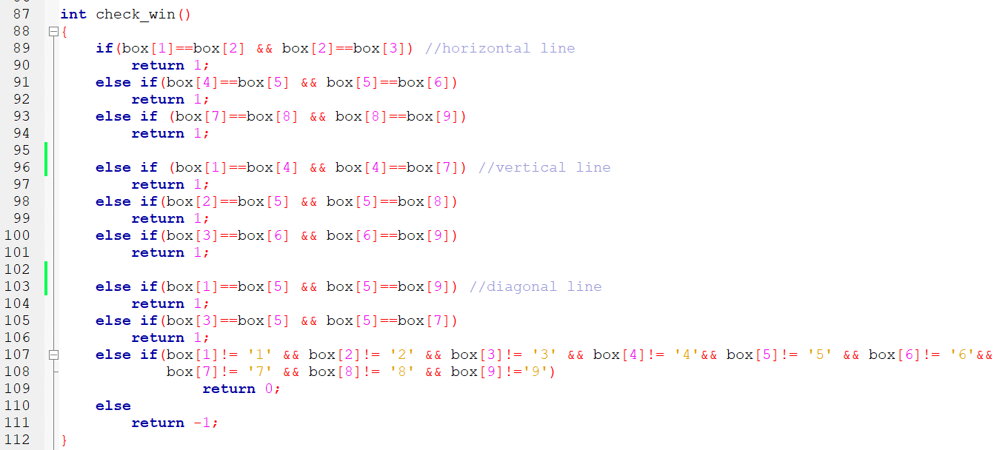 87 int check_win()
88 {
89 if(box[1]==box[2] && box[2]==box[3]) //horizontal line
90 return 1;
91 else if(box[4]==box[5] && box[5]==box[6])
92 return 1;
93 else if (box[7]==box[8] && box[8]==box[9])
94 return 1;
95
96 else if (box[1]==box[4] && box[4]==box[7]) //vertical line
97 return 1;
98 else if(box[2]==box[5] && box[5]==box[8])
99 return 1;
100 else if(box[3]==box[6] && box[6]==box[9])
101 return 1;
102
103 else if(box[1]==box[5] && box[5]==box[9]) //diagonal line
104 return 1;
105 else if(box[3]==box[5] && box[5]==box[7])
106 return 1;
107 else if(box[1]!= '1' && box[2]!= '2' && box[3]!= '3' && box[4]!= '4'&& box[5]!= '5' && box[6]!= '6'&&
108 box[7]!= '7' && box[8]!= '8' && box[9]!='9')
109 return 0;
110 else
111 return -1;
112 }